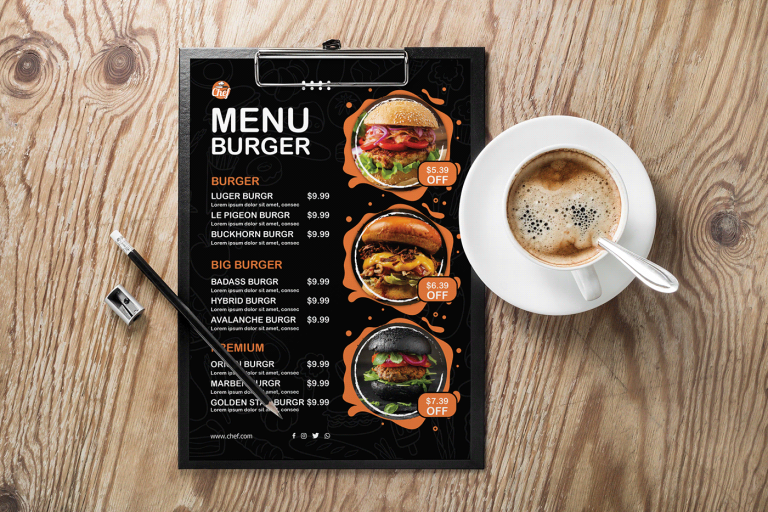 Chef
MENU
BURGER
BURGER
LUGER BURGR $9.99
Lorem ipsum dolor sit amet, consec
LE PIGEON BURGR $9.99
Lorem ipsum dolor sit amet, consec
BUCKHORN BURGR $9.99
Lorem ipsum dolor sit amet, consec
BIG BURGER
BADASS BURGR $9.99
Lorem ipsum dolor sit amet, consec
HYBRID BURGR $9.99
Lorem ipsum dolor sit amet, consec
AVALANCHE BURGR $9.99
Lorem ipsum dolor sit amet, consec
PREMIUM
BURGR $9.99
Lorem ipsum dolor sit amet, consec
BURGR $9.99
Lorem ipsum dolor sit amet, consec
GOLDEN BURGR $9.99
Lorem ipsum dolor sit amet, consec
www.chef.com
$5.39
OFF
$6.39
OFF
$7.39
OFF